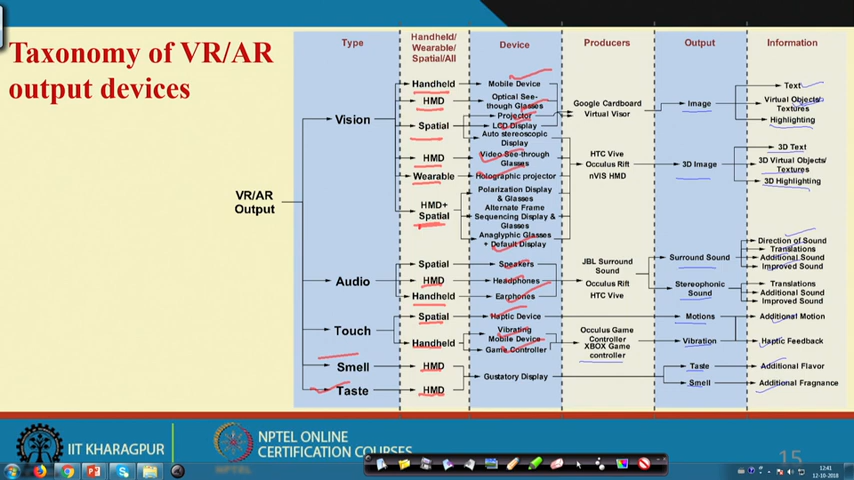 Taxonomy of VR/AR
output devices
Type
Handheld/
Wearable/
Spatial/All
Device
Producers
Output
Information
VR/AR
Output
Vision
Handheld
Mobile Device
HMD
Optical See-
though Glasses
Spatial
Projector
LCD Display
Auto stereoscopic
Display
HMD
Video See-through
Glasses
Wearable
Holographic projector
HMD+
Spatial
Polarization Display
& Glasses
Alternate Frame
Sequencing Display &
Glasses
Anaglyphic Glasses
+ Default Display
Google Cardboard
Virtual Visor
HTC Vive
Occulus Rift
nVIS HMD
Image
Text
Virtual Objects/
Textures
Highlighting
3D Image
3D Text
3D Virtual Objects/
Textures
3D Highlighting
Audio
Spatial
Speakers
HMD
Headphones
Handheld
Earphones
JBL Surround
Sound
Occulus Rift
HTC Vive
Surround Sound
Direction of Sound
Translations
Additional Sound
Improved Sound
Stereophonic
Sound
Translations
Additional Sound
Improved Sound
Touch
Spatial
Haptic Device
Handheld
Vibrating
Mobile Device
Game Controller
Occulus Game
Controller
XBOX Game
controller
Motions
Additional Motion
Vibration
Haptic Feedback
Smell
HMD
Taste
HMD
Gustatory Display
Taste
Additional Flavor
Smell
Additional Fragnance
IIT KHARAGPUR
NPTEL
NPTEL ONLINE
CERTIFICATION COURSES
15
12:41
12-10-2018